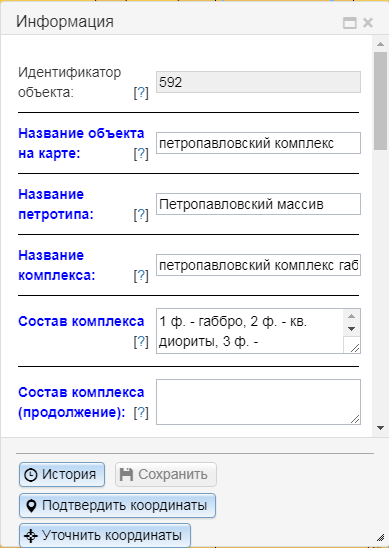 Информация
Идентификатор
объекта: [?] 592
Название объекта
на карте: [?] петропавловский комплекс
Название
петротипа: [?] Петропавловский массив
Название
комплекса: [?] петропавловский комплекс габ
Состав комплекса
[?] 1 ф. - габбро, 2 ф. - кв.
диориты, 3 ф. -
Состав комплекса
(продолжение): [?]
История Сохранить
Подтвердить координаты
Уточнить координаты